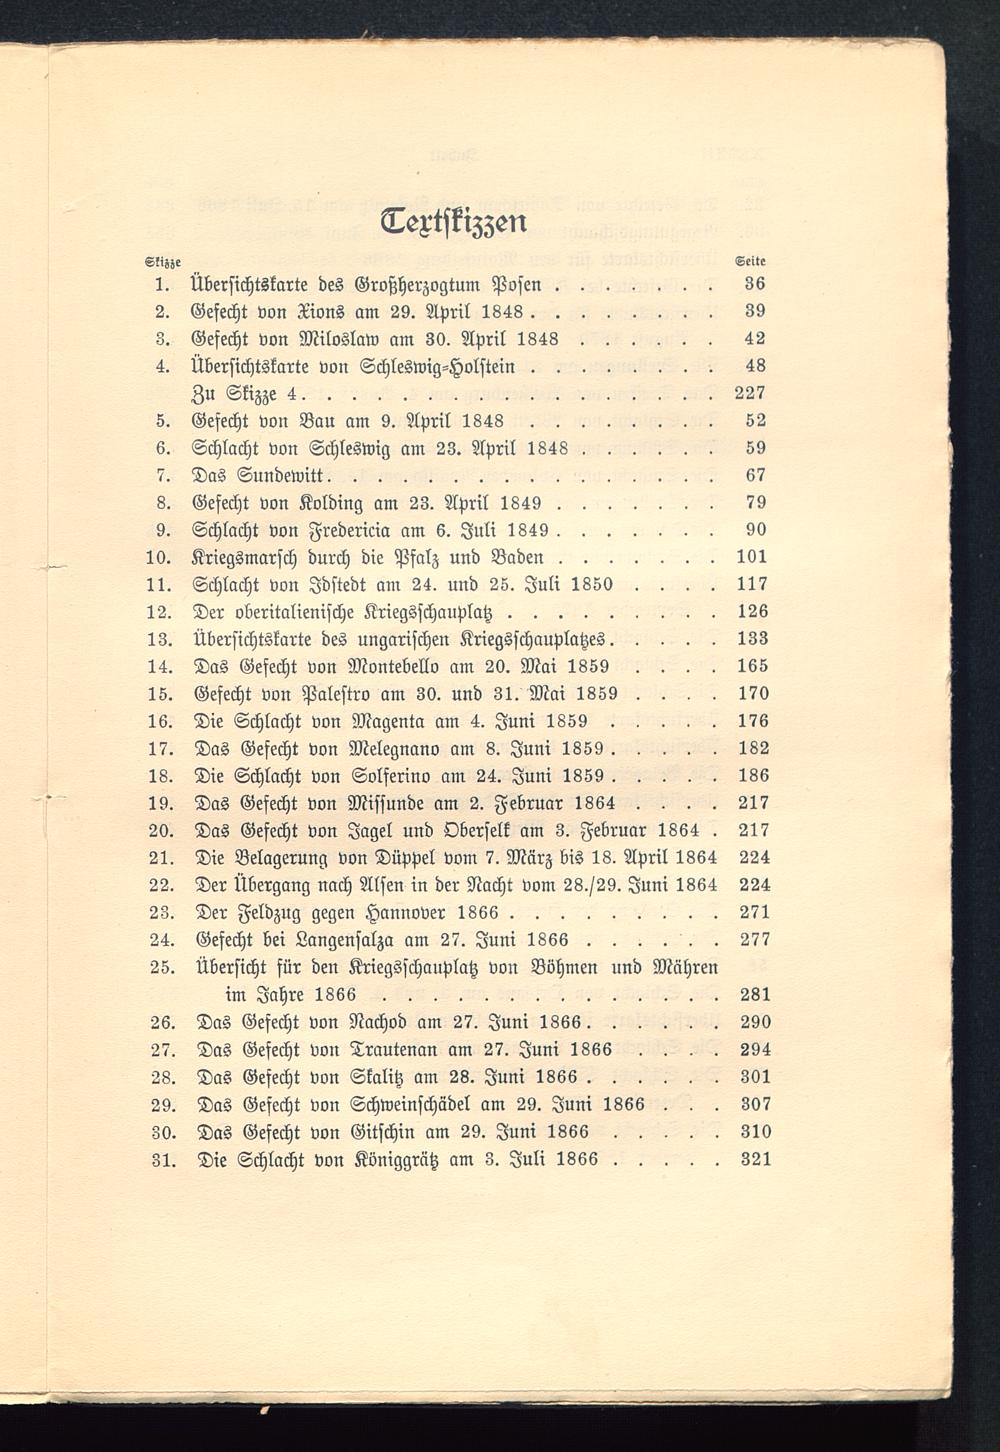 Textskizzen
Skizze Seite
1. Übersichtskarte des Großherzogtum Posen . . . . . . . 36
2. Gefecht von Xions am 29. April 1848 . . . . . . . . 39
3. Gefecht von Miloslaw am 30. April 1848 . . . . . . 42
4. Übersichtskarte von Schleswig-Holstein . . . . . . . . 48
Zu Skizze 4 . . . . . . . . . . . . . . . . . 227
5. Gefecht von Bau am 9. April 1848 . . . . . . . . 52
6. Schlacht von Schleswig am 23. April 1848 . . . . . . 59
7. Das Sundewitt . . . . . . . . . . . . . . . . 67
8. Gefecht von Kolding am 23. April 1849 . . . . . . . 79
9. Schlacht von Fredericia am 6. Juli 1849 . . . . . . . 90
10. Kriegsmarsch durch die Pfalz und Baden . . . . . . . 101
11. Schlacht von Idstedt am 24. und 25. Juli 1850 . . . . 117
12. Der oberitalienische Kriegsschauplatz . . . . . . . . . 126
13. Übersichtskarte des ungarischen Kriegsschauplatzes . . . . . 133
14. Das Gefecht von Montebello am 20. Mai 1859 . . . . 165
15. Gefecht von Palestro am 30. und 31. Mai 1859 . . . . 170
16. Die Schlacht von Magenta am 4. Juni 1859 . . . . . 176
17. Das Gefecht von Melegnano am 8. Juni 1859 . . . . . 182
18. Die Schlacht von Solferino am 24. Juni 1859 . . . . . 186
19. Das Gefecht von Missunde am 2. Februar 1864 . . . . 217
20. Das Gefecht von Jagel und Oberselk am 3. Februar 1864 . 217
21. Die Belagerung von Düppel vom 7. März bis 18. April 1864 224
22. Der Übergang nach Alsen in der Nacht vom 28./29. Juni 1864 224
23. Der Feldzug gegen Hannover 1866 . . . . . . . . . 271
24. Gefecht bei Langensalza am 27. Juni 1866 . . . . . . 277
25. Übersicht für den Kriegsschauplatz von Böhmen und Mähren
im Jahre 1866 . . . . . . . . . . . . . . 281
26. Das Gefecht von Nachod am 27. Juni 1866 . . . . . . 290
27. Das Gefecht von Trautenan am 27. Juni 1866 . . . . 294
28. Das Gefecht von Skalitz am 28. Juni 1866 . . . . . . 301
29. Das Gefecht von Schweinschädel am 29. Juni 1866 . . . 307
30. Das Gefecht von Gitschin am 29. Juni 1866 . . . . . 310
31. Die Schlacht von Königgrätz am 3. Juli 1866 . . . . . 321